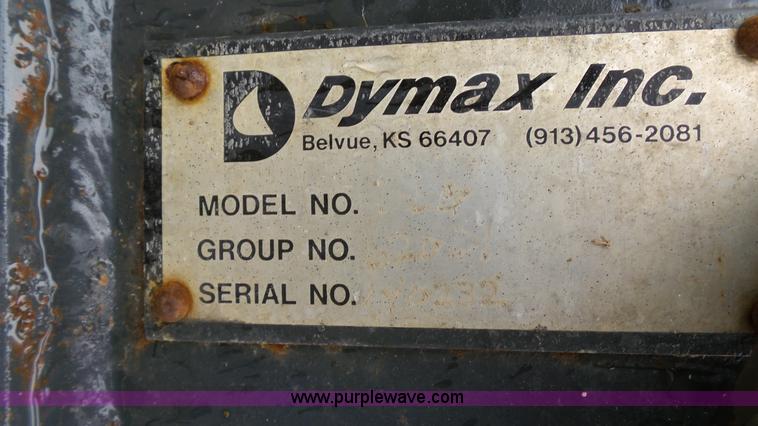 Dymax Inc.
Belvue, KS 66407 (913) 456-2081
MODEL NO.
GROUP NO.
SERIAL NO.
www.purplewave.com